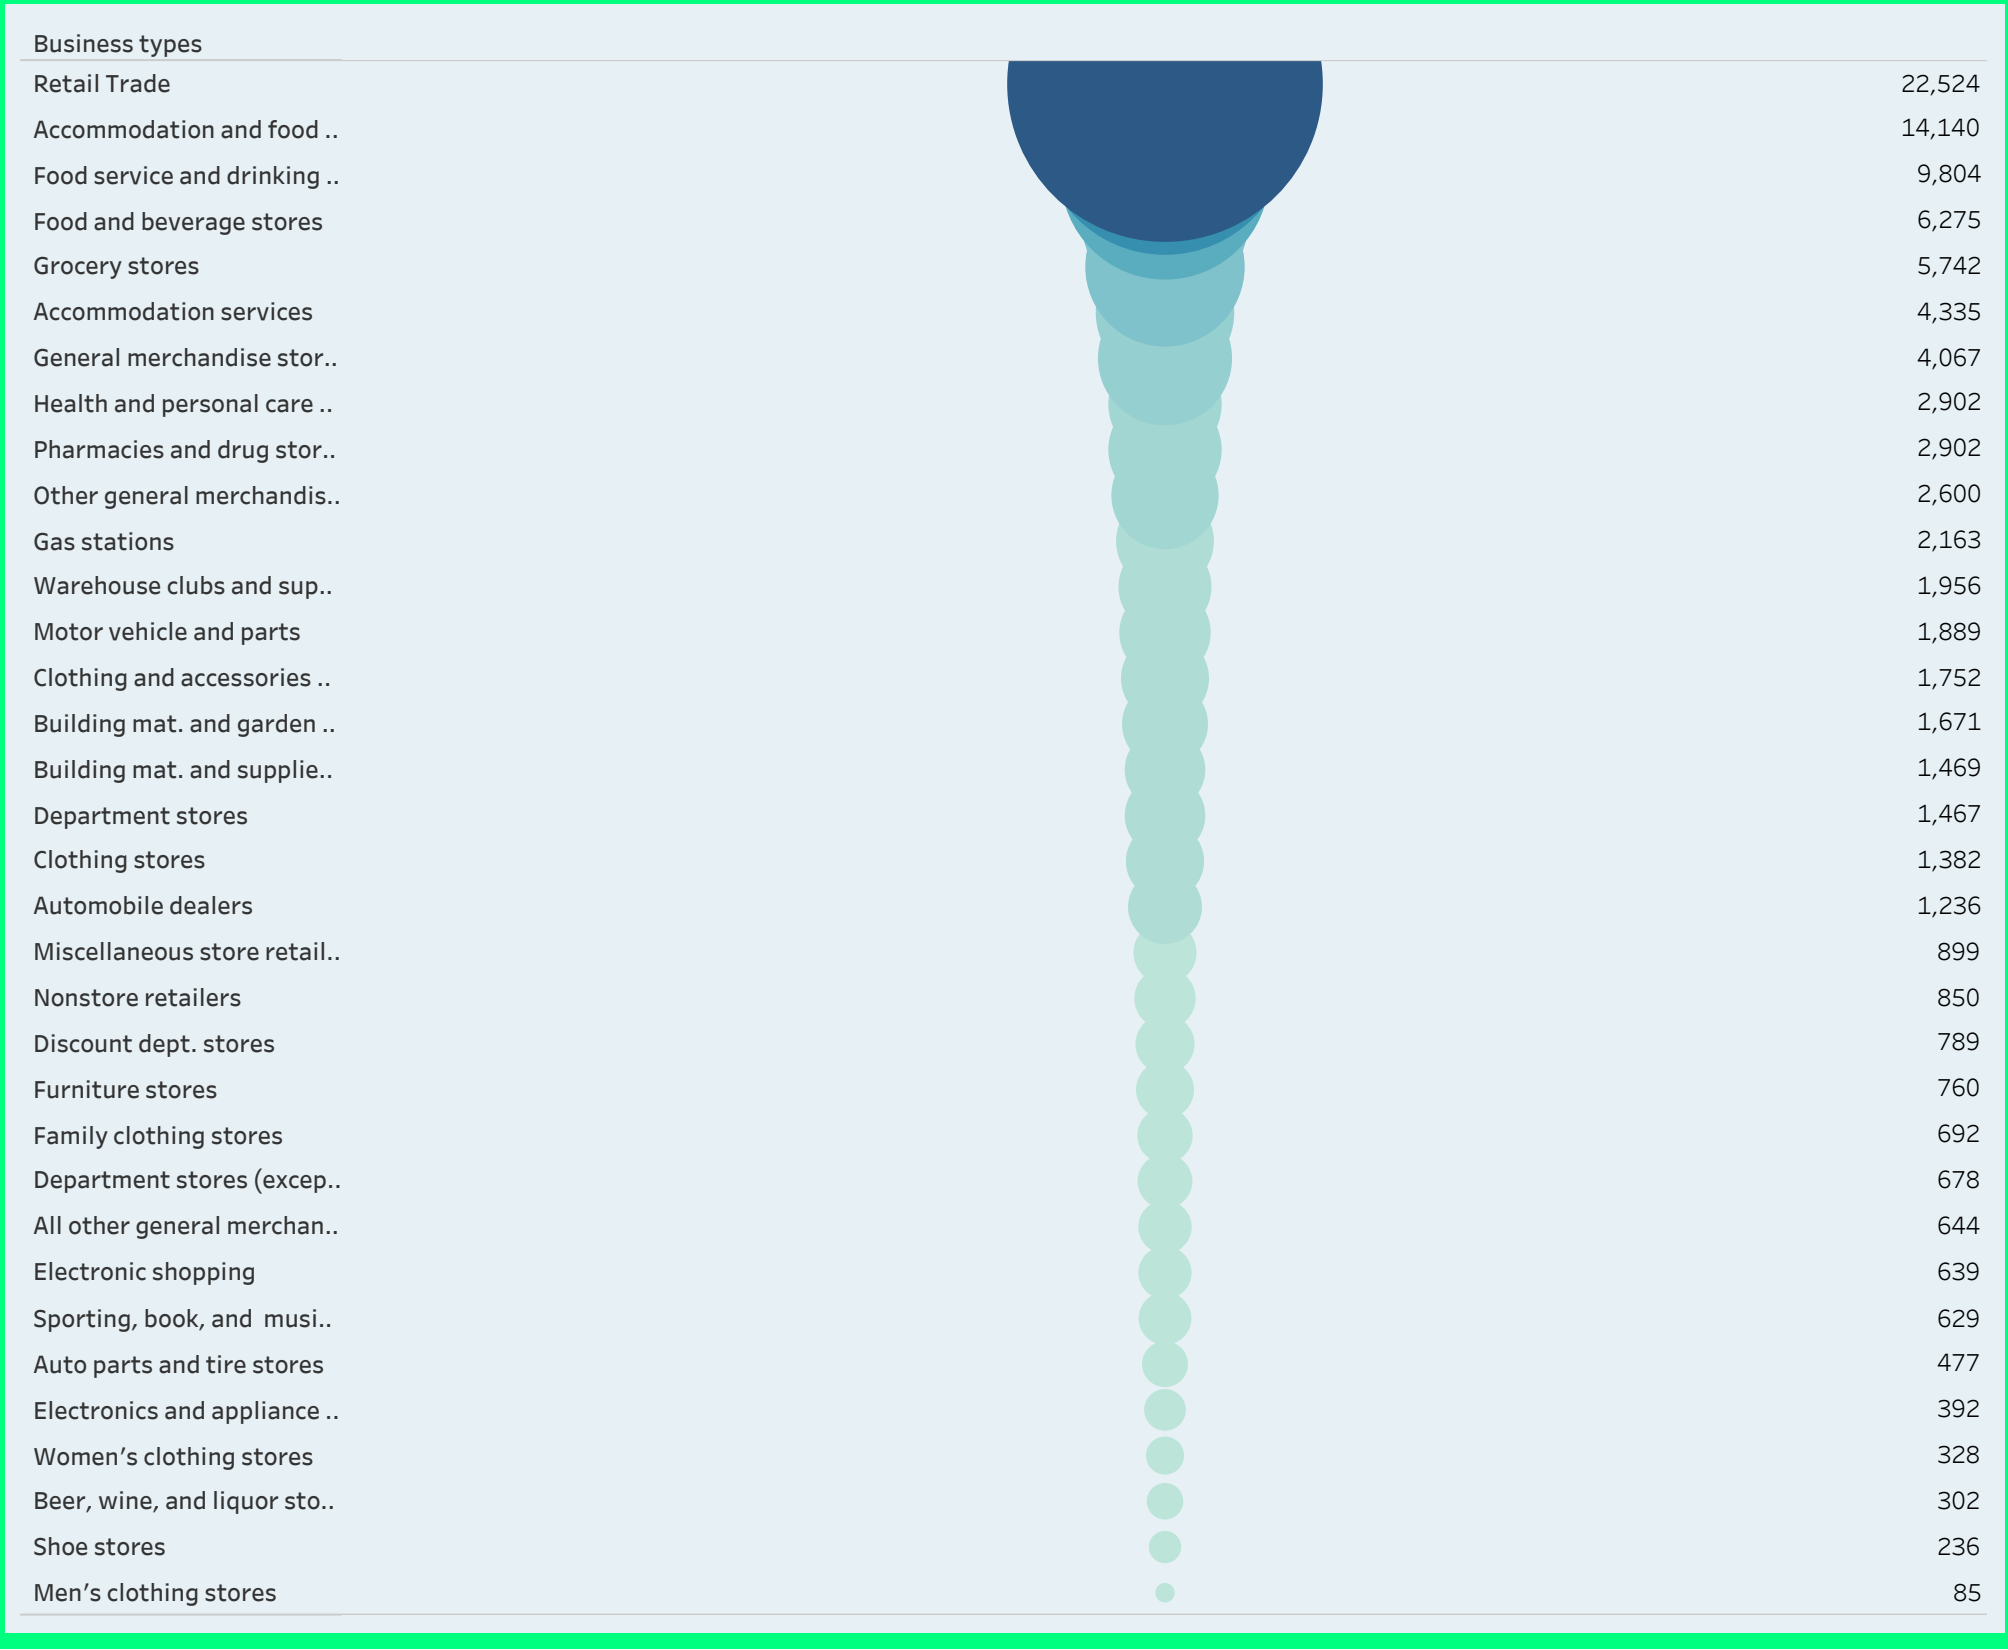 Business types
Retail Trade 22,524
Accommodation and food .. 14,140
Food service and drinking .. 9,804
Food and beverage stores 6,275
Grocery stores 5,742
Accommodation services 4,335
General merchandise stor.. 4,067
Health and personal care .. 2,902
Pharmacies and drug stor.. 2,902
Other general merchandis.. 2,600
Gas stations 2,163
Warehouse clubs and sup.. 1,956
Motor vehicle and parts 1,889
Clothing and accessories .. 1,752
Building mat. and garden .. 1,671
Building mat. and supplie.. 1,469
Department stores 1,467
Clothing stores 1,382
Automobile dealers 1,236
Miscellaneous store retail.. 899
Nonstore retailers 850
Discount dept. stores 789
Furniture stores 760
Family clothing stores 692
Department stores (excep.. 678
All other general merchan.. 644
Electronic shopping 639
Sporting, book, and  musi.. 629
Auto parts and tire stores 477
Electronics and appliance .. 392
Women’s clothing stores 328
Beer, wine, and liquor sto.. 302
Shoe stores 236
Men’s clothing stores 85